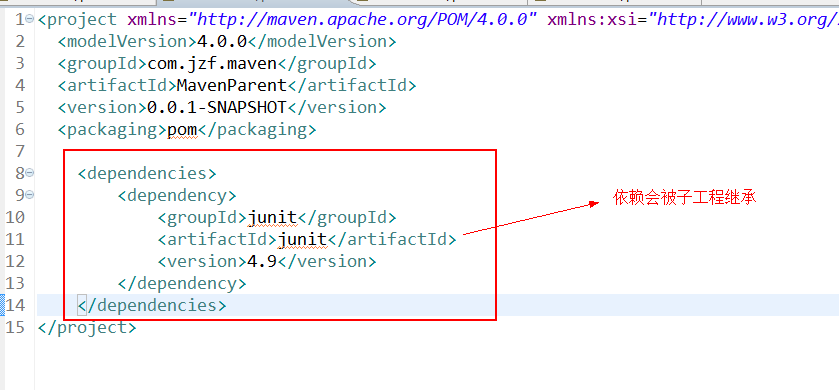 1 <project xmlns="http://maven.apache.org/POM/4.0.0" xmlns:xsi="http://www.w3.org/
2 <modelVersion>4.0.0</modelVersion>
3 <groupId>com.jzf.maven</groupId>
4 <artifactId>MavenParent</artifactId>
5 <version>0.0.1-SNAPSHOT</version>
6 <packaging>pom</packaging>
7
8 <dependencies>
9 <dependency>
10 <groupId>junit</groupId>
11 <artifactId>junit</artifactId>
依赖会被子工程继承
12 <version>4.9</version>
13 </dependency>
14 </dependencies>
15 </project>